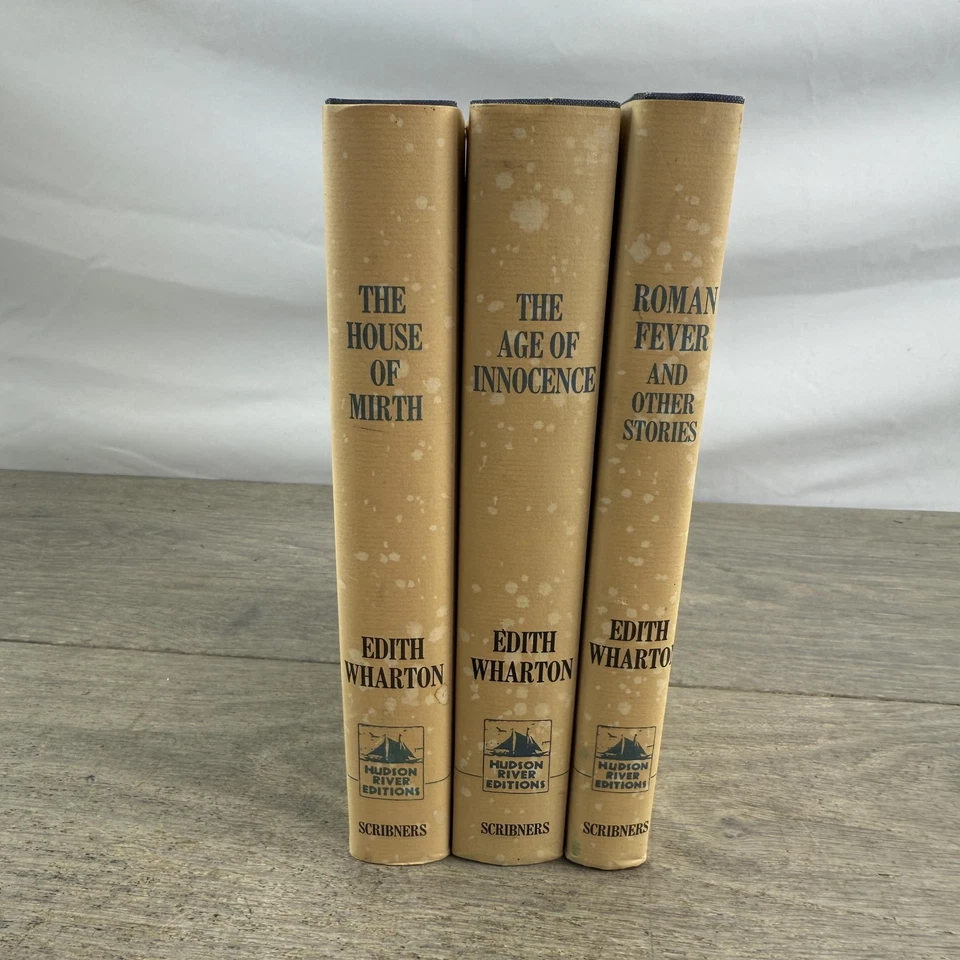 THE
HOUSE
OF
MIRTH
EDITH
WHARTON
HUDSON
RIVER
EDITIONS
SCRIBNERS
THE
AGE OF
INNOCENCE
EDITH
WHARTON
HUDSON
RIVER
EDITIONS
SCRIBNERS
ROMAN
FEVER
AND
OTHER
STORIES
EDITH
WHARTO
HUDSON
RIVER
EDITIONS
SCRIBNERS